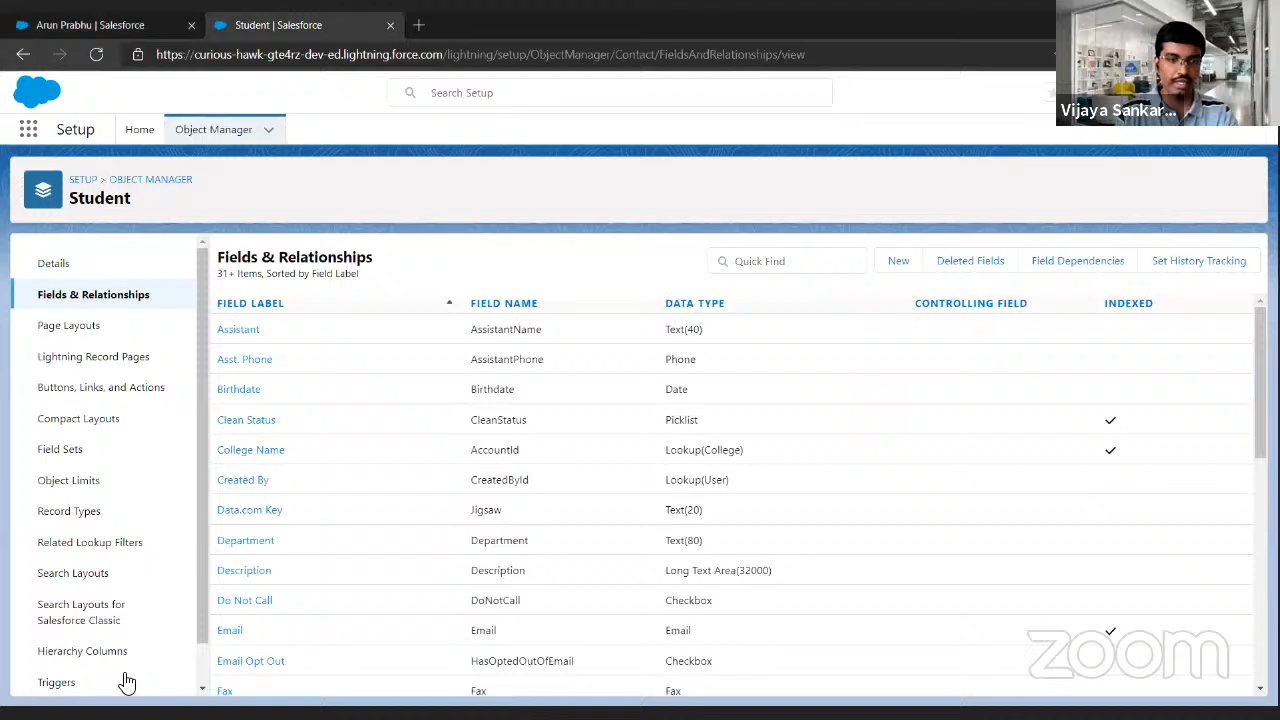 Arun Prabhu | Salesforce
Student | Salesforce
https://curious-hawk-gte4rz-dev-ed.lightning.force.com/lightning/setup/ObjectManager/Contact/FieldsAndRelationships/view
Vijaya Sankar...
Search Setup
Setup
Home
Object Manager
SETUP > OBJECT MANAGER
Student
Details
Fields & Relationships
Page Layouts
Lightning Record Pages
Buttons, Links, and Actions
Compact Layouts
Field Sets
Object Limits
Record Types
Related Lookup Filters
Search Layouts
Search Layouts for
Salesforce Classic
Hierarchy Columns
Triggers
Fields & Relationships
31+ Items, Sorted by Field Label
Quick Find
New
Deleted Fields
Field Dependencies
Set History Tracking
FIELD LABEL FIELD NAME DATA TYPE CONTROLLING FIELD INDEXED
Assistant AssistantName Text(40)
Asst. Phone AssistantPhone Phone
Birthdate Birthdate Date
Clean Status CleanStatus Picklist
College Name AccountId Lookup(College)
Created By CreatedById Lookup(User)
Data.com Key Jigsaw Text(20)
Department Department Text(80)
Description Description Long Text Area(32000)
Do Not Call DoNotCall Checkbox
Email Email Email
Email Opt Out HasOptedOutOfEmail Checkbox
Fax Fax Fax
zoom